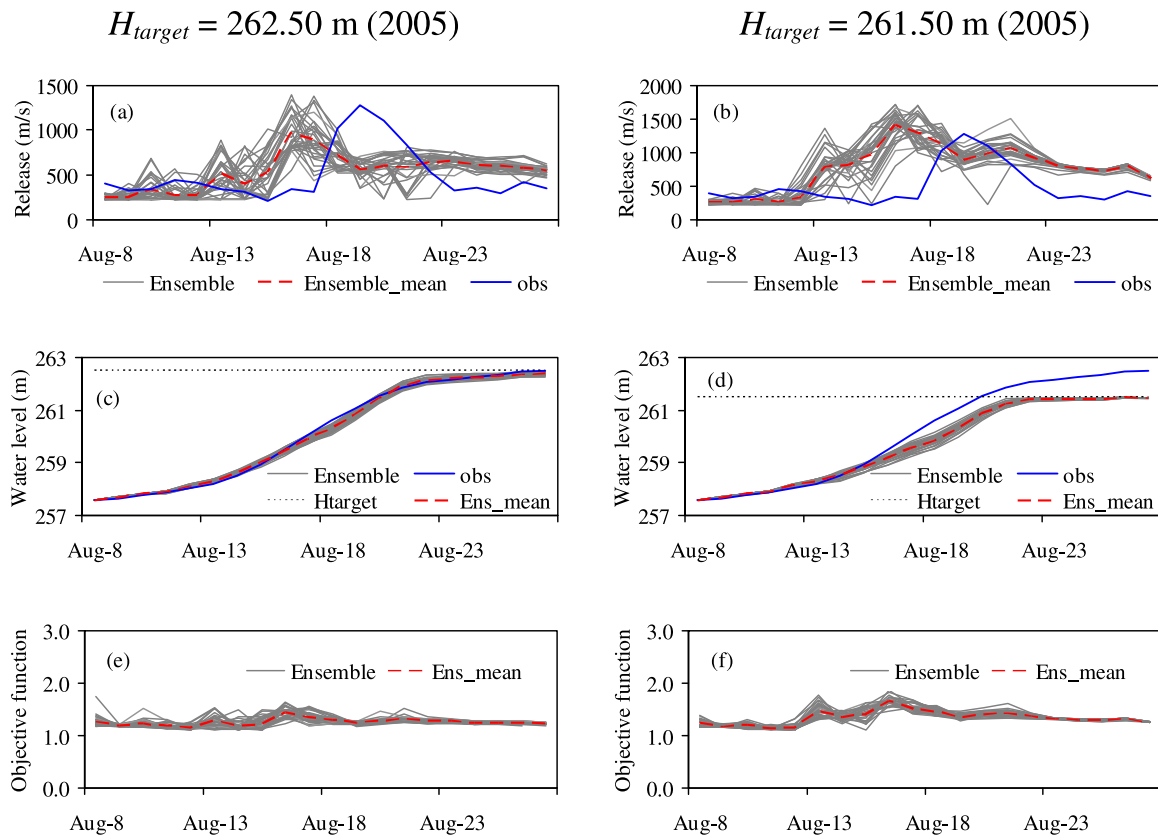 H_target = 262.50 m (2005)
H_target = 261.50 m (2005)
Release (m/s)
1500
1000
500
0
(a)
Aug-8 Aug-13 Aug-18 Aug-23
Ensemble Ensemble_mean obs
Release (m/s)
2000
1500
1000
500
0
(b)
Aug-8 Aug-13 Aug-18 Aug-23
Ensemble Ensemble_mean obs
Water level (m)
263
261
259
257
(c)
Ensemble obs
Htarget Ens_mean
Aug-8 Aug-13 Aug-18 Aug-23
Water level (m)
263
261
259
257
(d)
Ensemble obs
Htarget Ens_mean
Aug-8 Aug-13 Aug-18 Aug-23
Objective function
3.0
2.0
1.0
0.0
(e)
Ensemble Ens_mean
Aug-8 Aug-13 Aug-18 Aug-23
Objective function
3.0
2.0
1.0
0.0
(f)
Ensemble Ens_mean
Aug-8 Aug-13 Aug-18 Aug-23